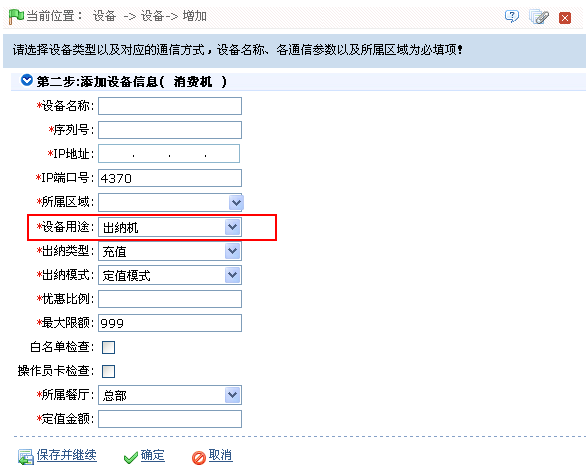 当前位置： 设备 -> 设备-> 增加
请选择设备类型以及对应的通信方式，设备名称、各通信参数以及所属区域为必填项！
第二步:添加设备信息( 消费机 )
*设备名称:
*序列号:
*IP地址: . . .
*IP端口号: 4370
*所属区域:
*设备用途: 出纳机
*出纳类型: 充值
*出纳模式: 定值模式
*优惠比例:
*最大限额: 999
白名单检查:
操作员卡检查:
*所属餐厅: 总部
*定值金额:
保存并继续 确定 取消